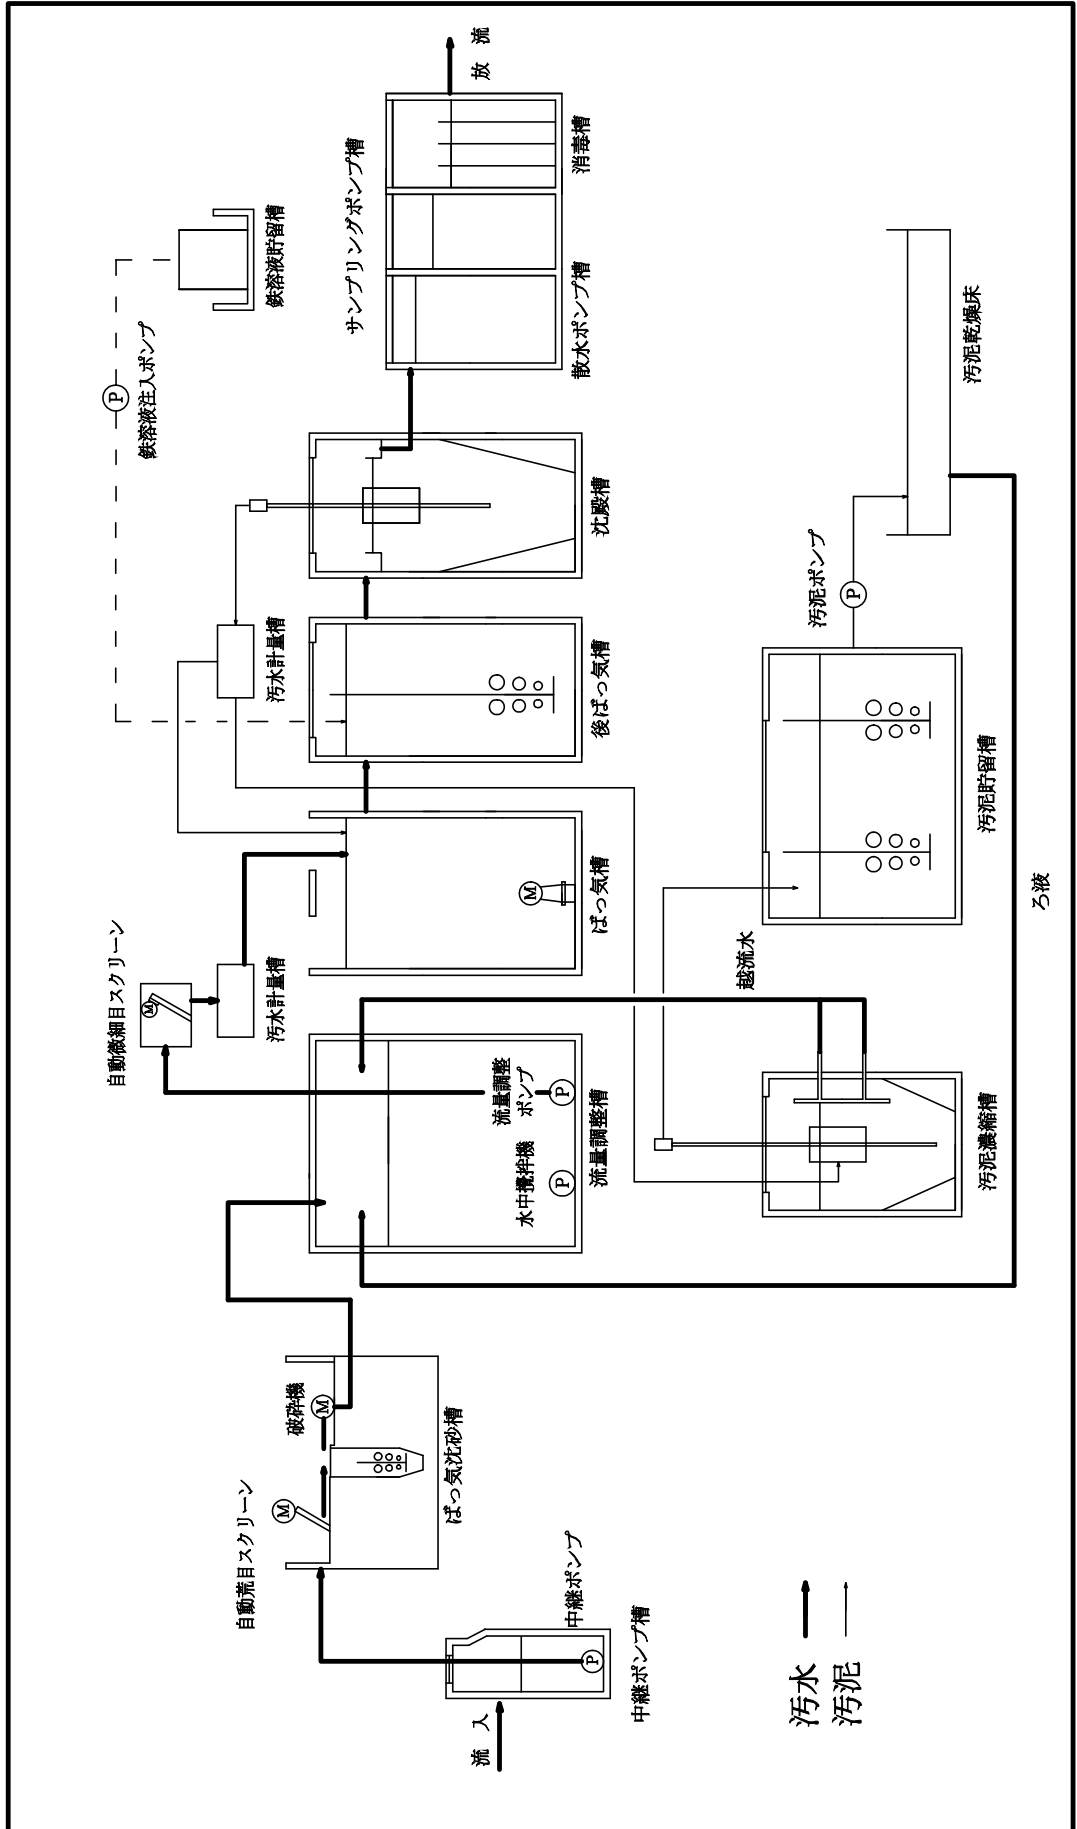 流 入
中継ポンプ槽
中継ポンプ
P
自動荒目スクリーン
M
ばっ気沈砂槽
破砕機
M
流量調整槽
水中攪拌機
P
流量調整
ポンプ
P
自動微細目スクリーン
M
汚水計量槽
ばっ気槽
M
後ばっ気槽
汚水計量槽
沈殿槽
鉄溶液注入ポンプ
P
鉄溶液貯留槽
散水ポンプ槽
サンプリングポンプ槽
消毒槽
放 流
汚泥濃縮槽
越流水
汚泥貯留槽
汚泥ポンプ
P
汚泥乾燥床
ろ液
汚水
汚泥